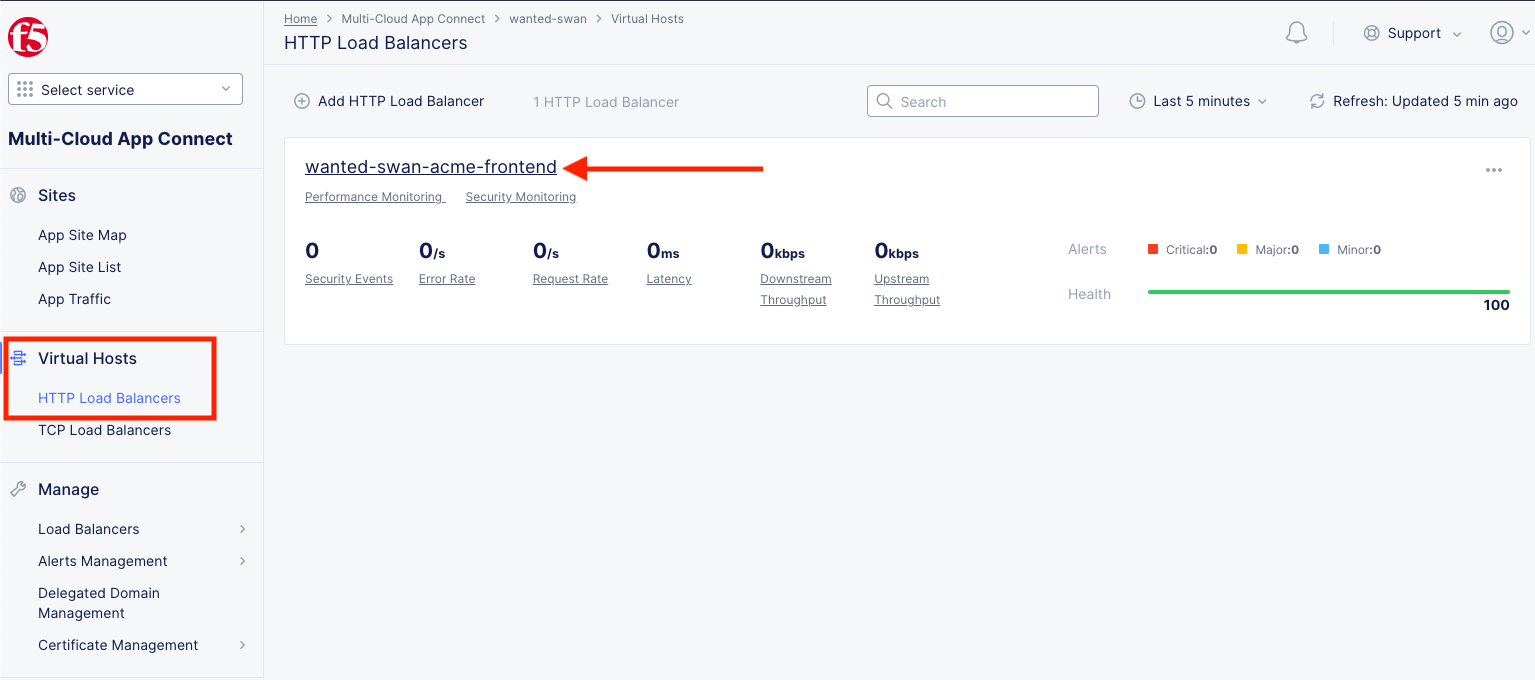 f5
Select service
Multi-Cloud App Connect
Sites
App Site Map
App Site List
App Traffic
Virtual Hosts
HTTP Load Balancers
TCP Load Balancers
Manage
Load Balancers
Alerts Management
Delegated Domain
Management
Certificate Management
Home > Multi-Cloud App Connect > wanted-swan > Virtual Hosts
HTTP Load Balancers
Support
Add HTTP Load Balancer
1 HTTP Load Balancer
Search
Last 5 minutes
Refresh: Updated 5 min ago
wanted-swan-acme-frontend
Performance Monitoring
Security Monitoring
0
Security Events
0/s
Error Rate
0/s
Request Rate
0ms
Latency
0kbps
Downstream
Throughput
0kbps
Upstream
Throughput
Alerts
Critical:0
Major:0
Minor:0
Health
100